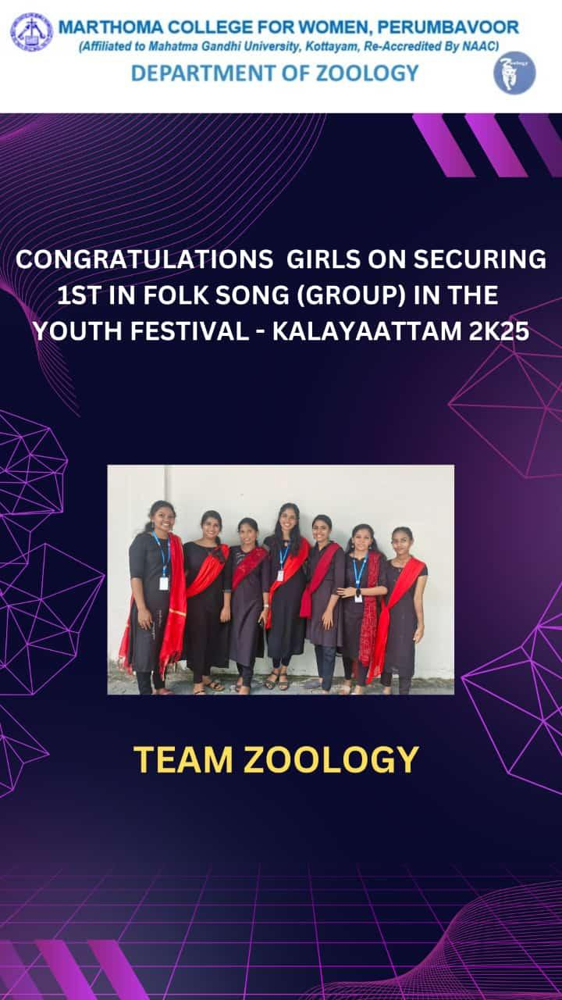 MARTHOMA COLLEGE FOR WOMEN, PERUMBAVOOR
(Affiliated to Mahatma Gandhi University, Kottayam, Re-Accredited By NAAC)
DEPARTMENT OF ZOOLOGY
Zoology
CONGRATULATIONS GIRLS ON SECURING
1ST IN FOLK SONG (GROUP) IN THE
YOUTH FESTIVAL - KALAYAATTAM 2K25
TEAM ZOOLOGY